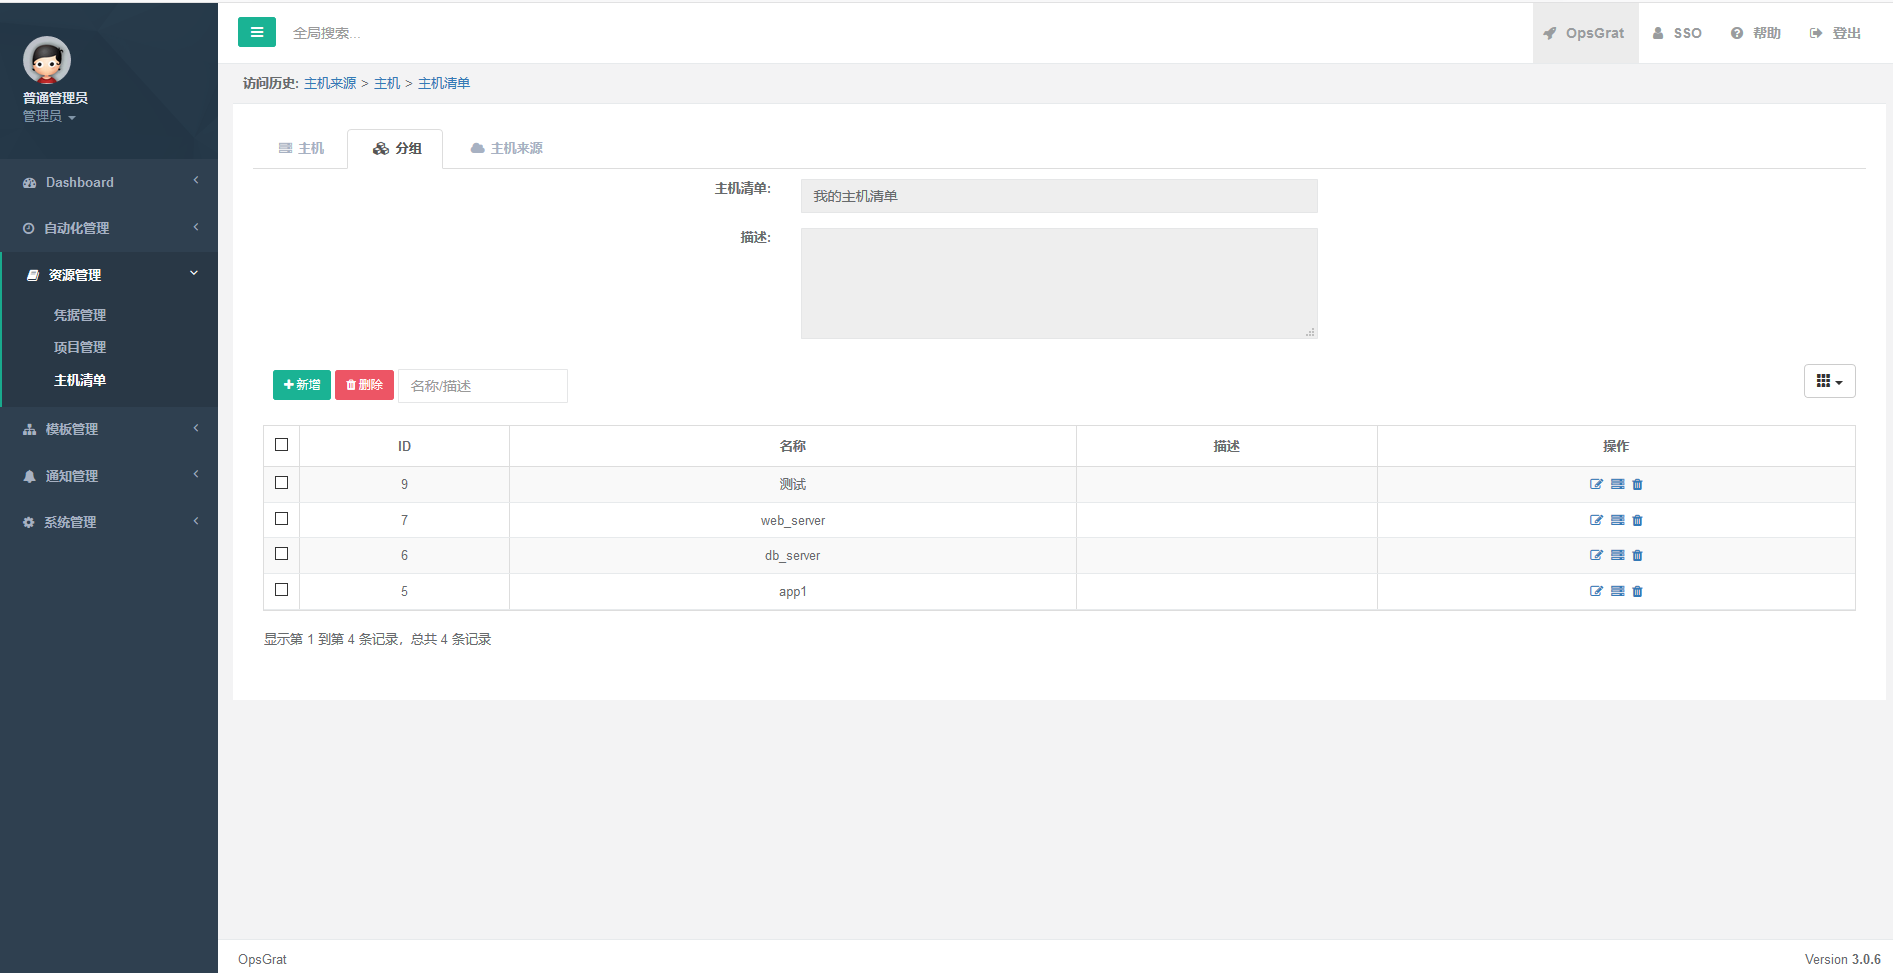 全局搜索...
OpsGrat
SSO
帮助
登出
普通管理员
管理员
Dashboard
自动化管理
资源管理
凭据管理
项目管理
主机清单
模板管理
通知管理
系统管理
访问历史: 主机来源 > 主机 > 主机清单
主机
分组
主机来源
主机清单:
我的主机清单
描述:
新增
删除
名称/描述
ID 名称 描述 操作
9 测试
7 web_server
6 db_server
5 app1
显示第 1 到第 4 条记录，总共 4 条记录
OpsGrat
Version 3.0.6